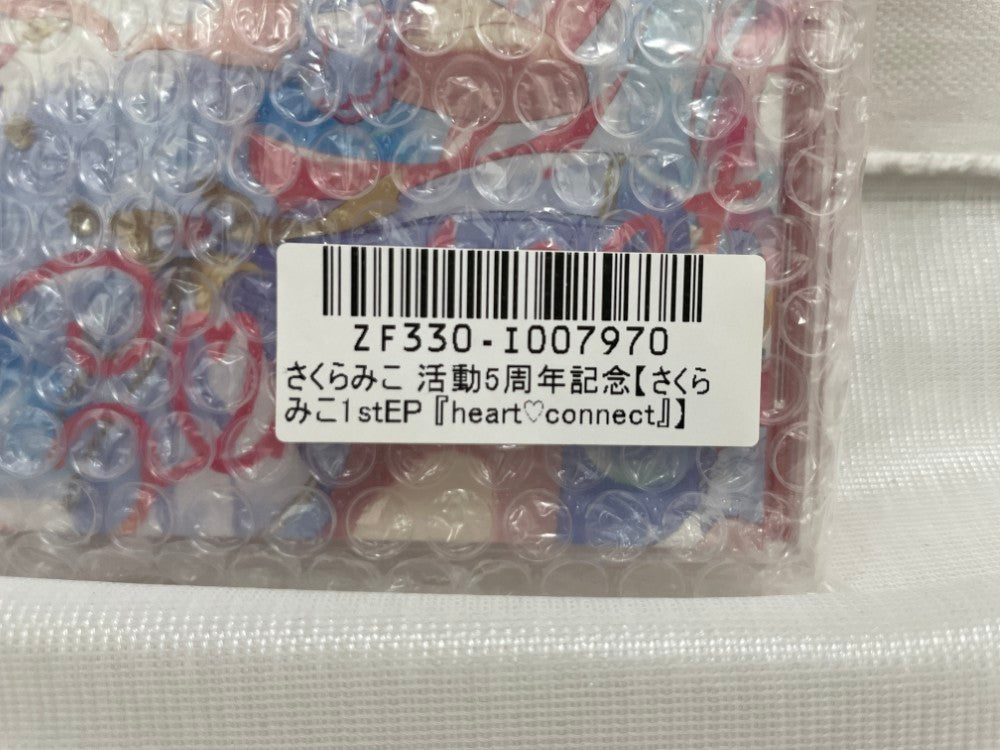 ZF330-I007970
さくらみこ 活動5周年記念【さくら
みこ1stEP『heart♡connect』】